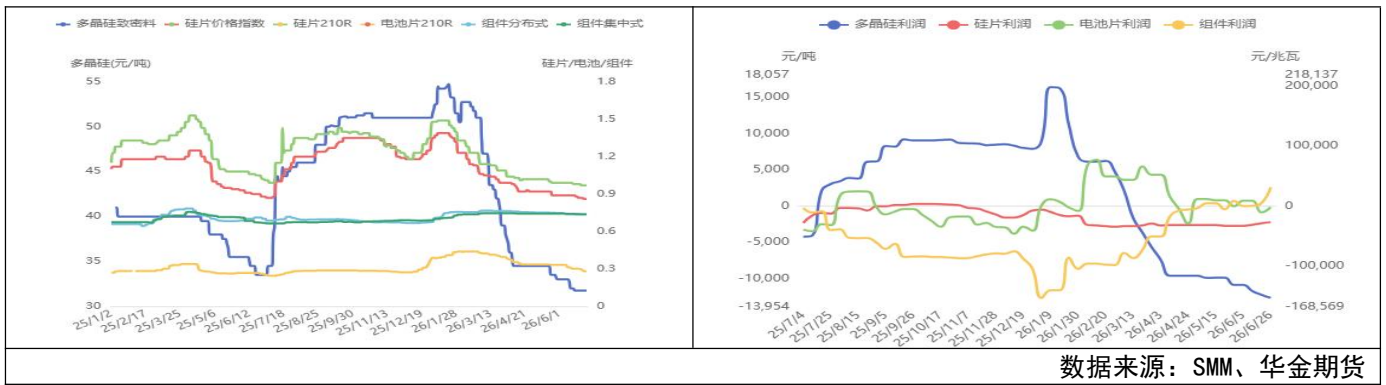 多晶硅致密料 硅片价格指数 硅片210R 电池片210R 组件分布式 组件集中式
多晶硅(元/吨) 硅片/电池/组件
55 1.8
50 1.5
45 1.2
40 0.9
35 0.6
30 0.3
0
25/1/2 25/2/17 25/3/25 25/5/6 25/6/12 25/7/18 25/8/25 25/9/30 25/11/13 25/12/19 26/1/28 26/3/13 26/4/21 26/6/1
多晶硅利润 硅片利润 电池片利润 组件利润
元/吨 元/兆瓦
18,057 218,137
15,000 200,000
10,000 100,000
5,000
0 0
-5,000
-10,000 -100,000
-13,954 -168,569
25/7/4 25/7/25 25/8/15 25/9/5 25/9/26 25/10/17 25/11/7 25/11/28 25/12/19 26/1/9 26/1/30 26/2/20 26/3/13 26/4/3 26/4/24 26/5/15 26/6/5 26/6/26
数据来源：SMM、华金期货